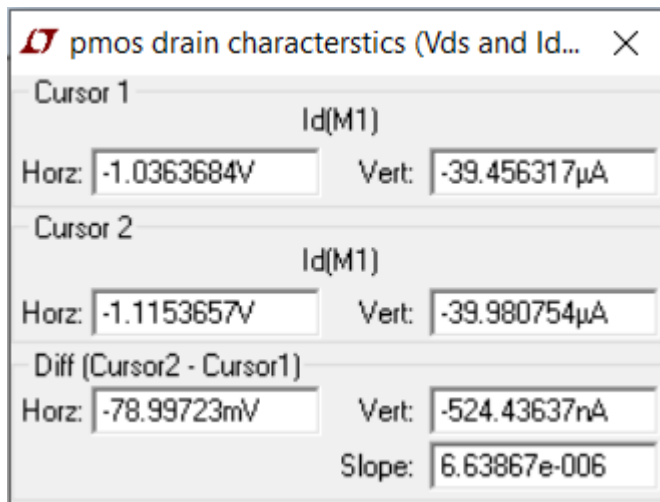 pmos drain characterstics (Vds and Id...
Cursor 1
Id(M1)
Horz: -1.0363684V Vert: -39.456317µA
Cursor 2
Id(M1)
Horz: -1.1153657V Vert: -39.980754µA
Diff (Cursor2 - Cursor1)
Horz: -78.99723mV Vert: -524.43637nA
Slope: 6.63867e-006